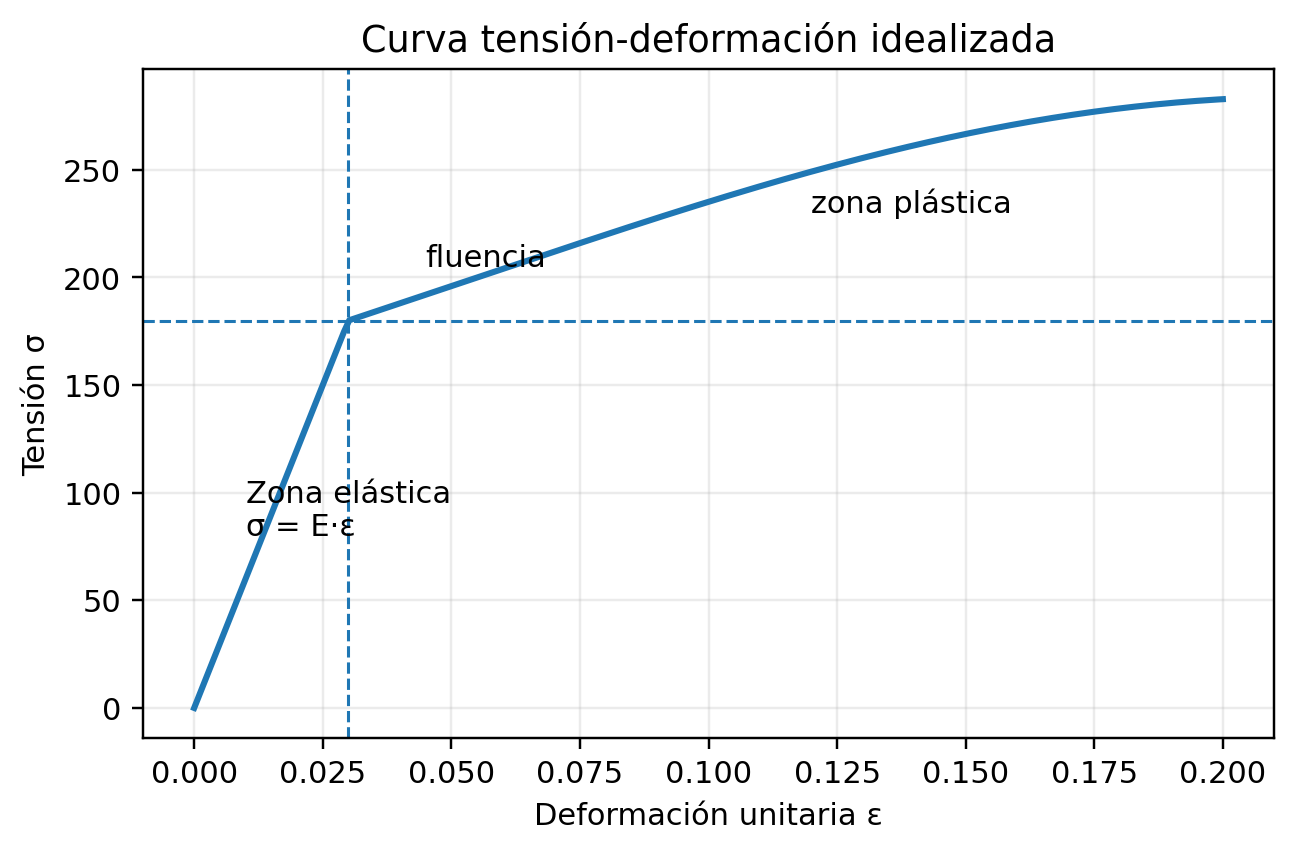 Curva tensión-deformación idealizada
Tensión σ
250
200
150
100
50
0
fluencia
zona plástica
Zona elástica
σ = E·ε
0.000 0.025 0.050 0.075 0.100 0.125 0.150 0.175 0.200
Deformación unitaria ε